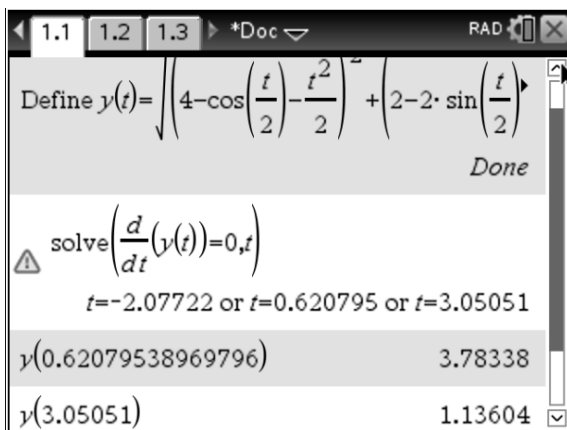 1.1 1.2 1.3 *Doc RAD
Define y(t)=√((4-cos(t/2)-t²/2)²+(2-2·sin(t/2)
Done
solve(d/dt(y(t))=0,t)
t=-2.07722 or t=0.620795 or t=3.05051
y(0.62079538969796) 3.78338
y(3.05051) 1.13604